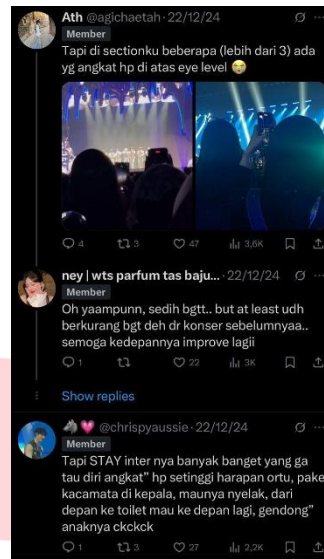 Ath @agichaetah · 22/12/24
Member
Tapi di sectionku beberapa (lebih dari 3) ada
yg angkat hp di atas eye level 😭
4 3 47 3,6K
ney | wts parfum tas baju... · 22/12/24
Member
Oh yaampunn, sedih bgtt.. but at least udh
berkurang bgt deh dr konser sebelumnyaa..
semoga kedepannya improve lagii
1 22 3K
Show replies
@chrispyaussie · 22/12/24
Member
Tapi STAY inter nya banyak banget yang ga
tau diri angkat” hp setinggi harapan ortu, pake
kacamata di kepala, maunya nyelak, dari
depan ke toilet mau ke depan lagi, gendong”
anaknya ckckck
1 3 27 2,2K